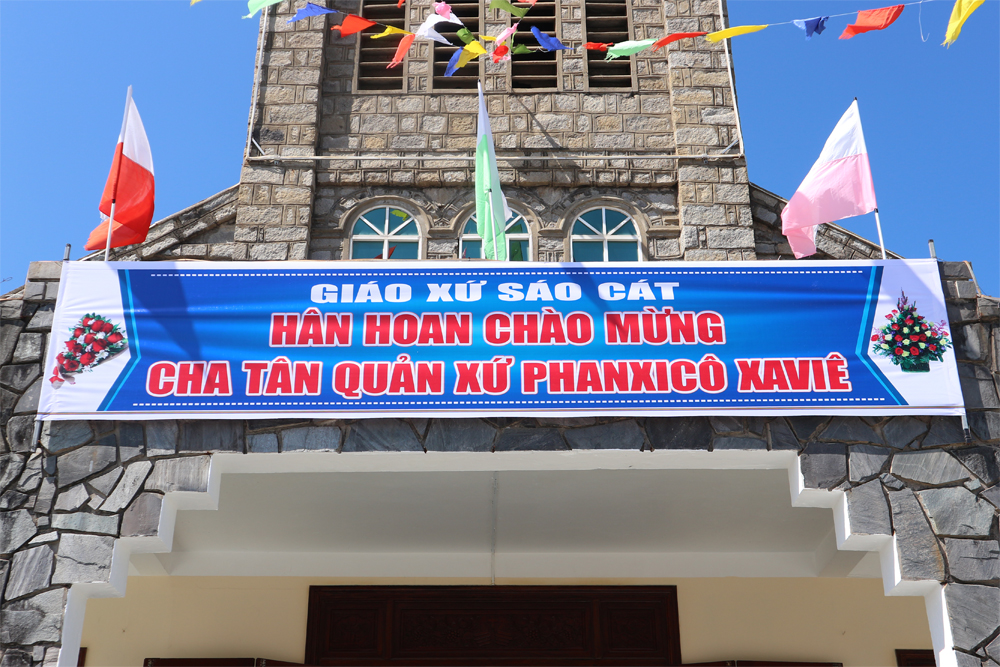 GIÁO XỨ SÁO CÁT
HÂN HOAN CHÀO MỪNG
CHA TÂN QUẢN XỨ PHANXICÔ XAVIÊ